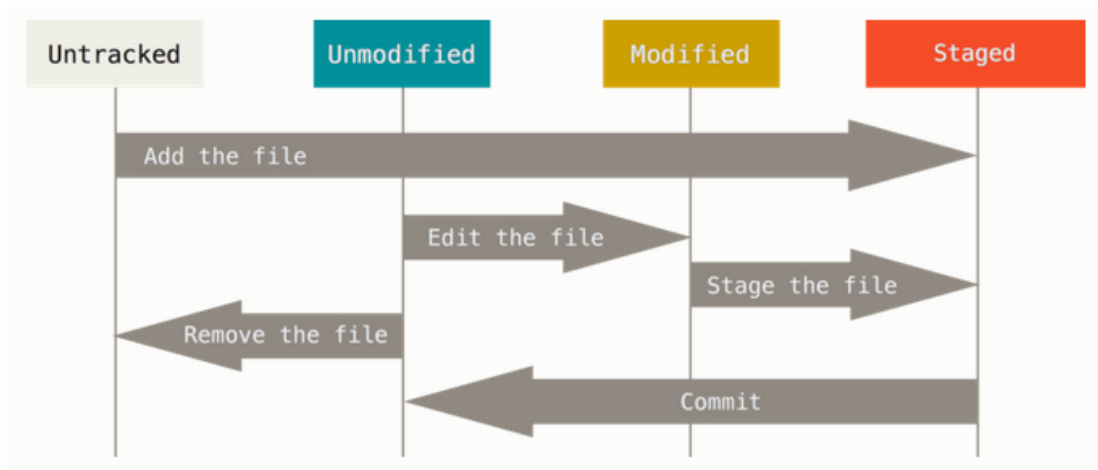 Untracked
Unmodified
Modified
Staged
Add the file
Edit the file
Stage the file
Remove the file
Commit